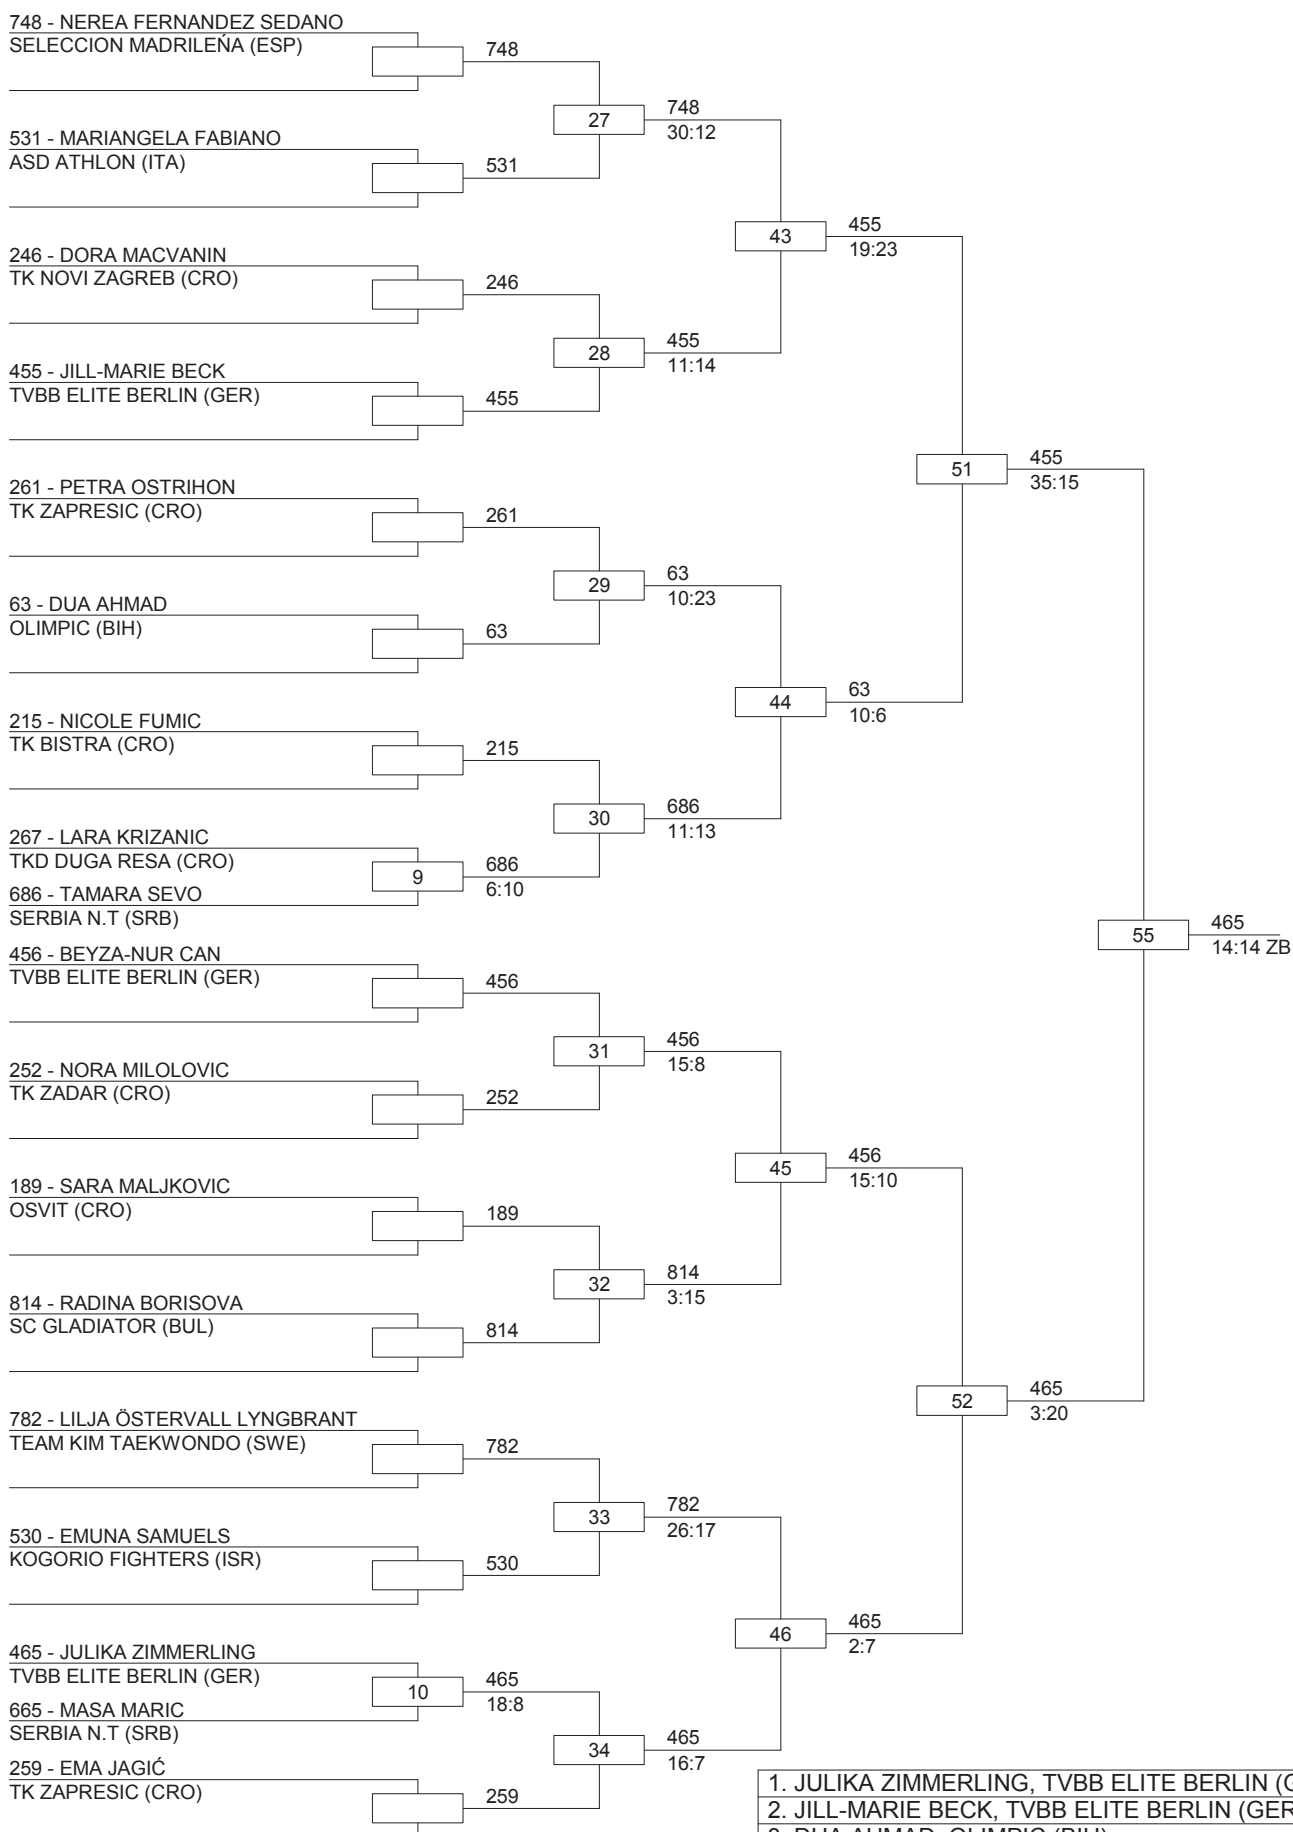 748 - NEREA FERNANDEZ SEDANO
SELECCION MADRILEŃA (ESP)
748
27
748
30:12
531 - MARIANGELA FABIANO
ASD ATHLON (ITA)
531
43
455
19:23
246 - DORA MACVANIN
TK NOVI ZAGREB (CRO)
246
28
455
11:14
455 - JILL-MARIE BECK
TVBB ELITE BERLIN (GER)
455
51
455
35:15
261 - PETRA OSTRIHON
TK ZAPRESIC (CRO)
261
29
63
10:23
63 - DUA AHMAD
OLIMPIC (BIH)
63
44
63
10:6
215 - NICOLE FUMIC
TK BISTRA (CRO)
215
30
686
11:13
267 - LARA KRIZANIC
TKD DUGA RESA (CRO)
9
686
6:10
686 - TAMARA SEVO
SERBIA N.T (SRB)
55
465
14:14 ZB
456 - BEYZA-NUR CAN
TVBB ELITE BERLIN (GER)
456
31
456
15:8
252 - NORA MILOLOVIC
TK ZADAR (CRO)
252
45
456
15:10
189 - SARA MALJKOVIC
OSVIT (CRO)
189
32
814
3:15
814 - RADINA BORISOVA
SC GLADIATOR (BUL)
814
52
465
3:20
782 - LILJA ÖSTERVALL LYNGBRANT
TEAM KIM TAEKWONDO (SWE)
782
33
782
26:17
530 - EMUNA SAMUELS
KOGORIO FIGHTERS (ISR)
530
46
465
2:7
465 - JULIKA ZIMMERLING
TVBB ELITE BERLIN (GER)
10
465
18:8
665 - MASA MARIC
SERBIA N.T (SRB)
34
465
16:7
259 - EMA JAGIĆ
TK ZAPRESIC (CRO)
259
1. JULIKA ZIMMERLING, TVBB ELITE BERLIN
2. JILL-MARIE BECK, TVBB ELITE BERLIN (GER
3. DUA AHMAD, OLIMPIC (BIH)